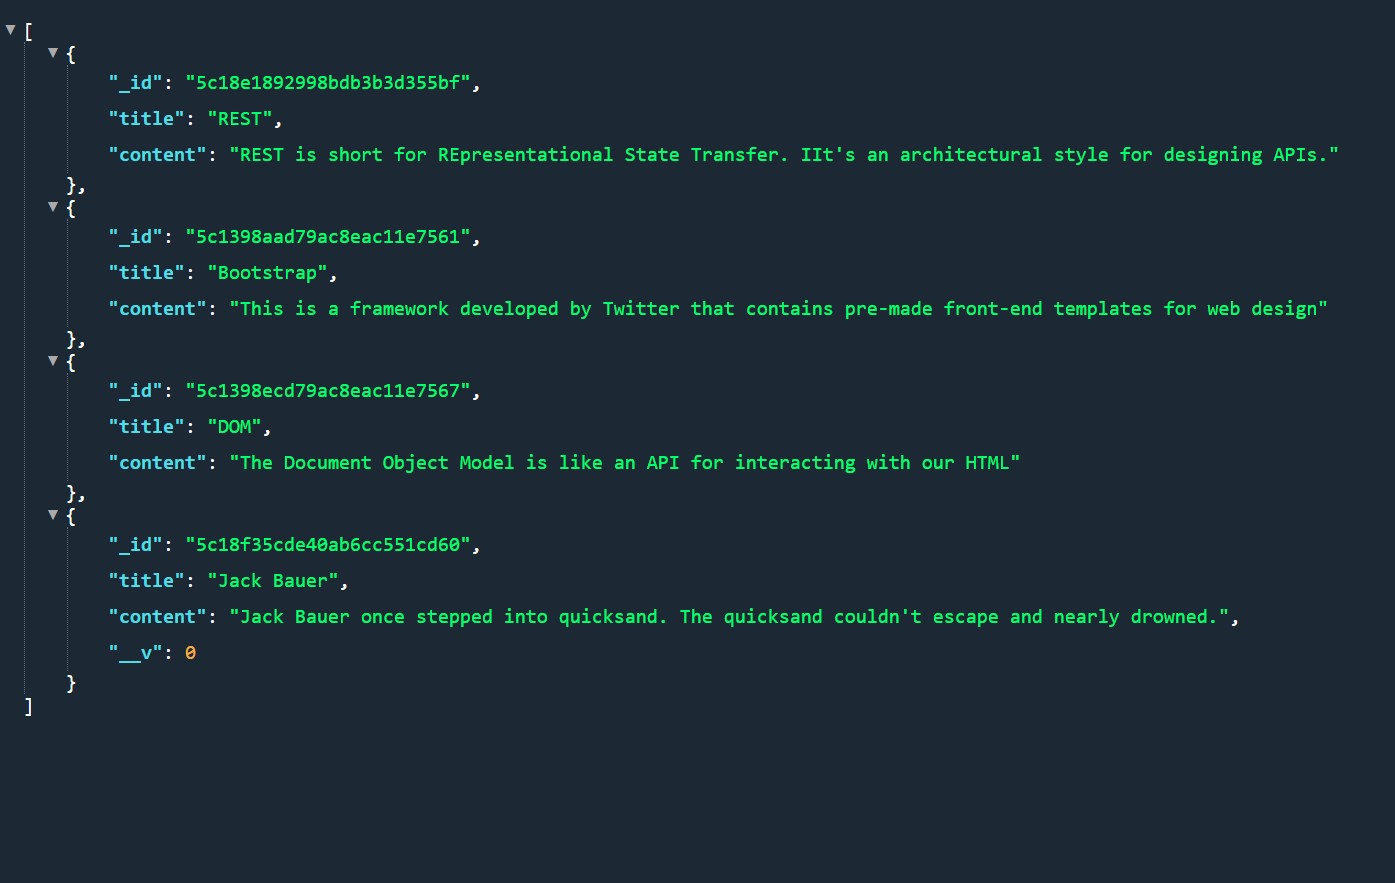 [
{
"_id": "5c18e1892998bdb3b3d355bf",
"title": "REST",
"content": "REST is short for REpresentational State Transfer. IIt's an architectural style for designing APIs."
},
{
"_id": "5c1398aad79ac8eac11e7561",
"title": "Bootstrap",
"content": "This is a framework developed by Twitter that contains pre-made front-end templates for web design"
},
{
"_id": "5c1398ecd79ac8eac11e7567",
"title": "DOM",
"content": "The Document Object Model is like an API for interacting with our HTML"
},
{
"_id": "5c18f35cde40ab6cc551cd60",
"title": "Jack Bauer",
"content": "Jack Bauer once stepped into quicksand. The quicksand couldn't escape and nearly drowned.",
"__v": 0
}
]